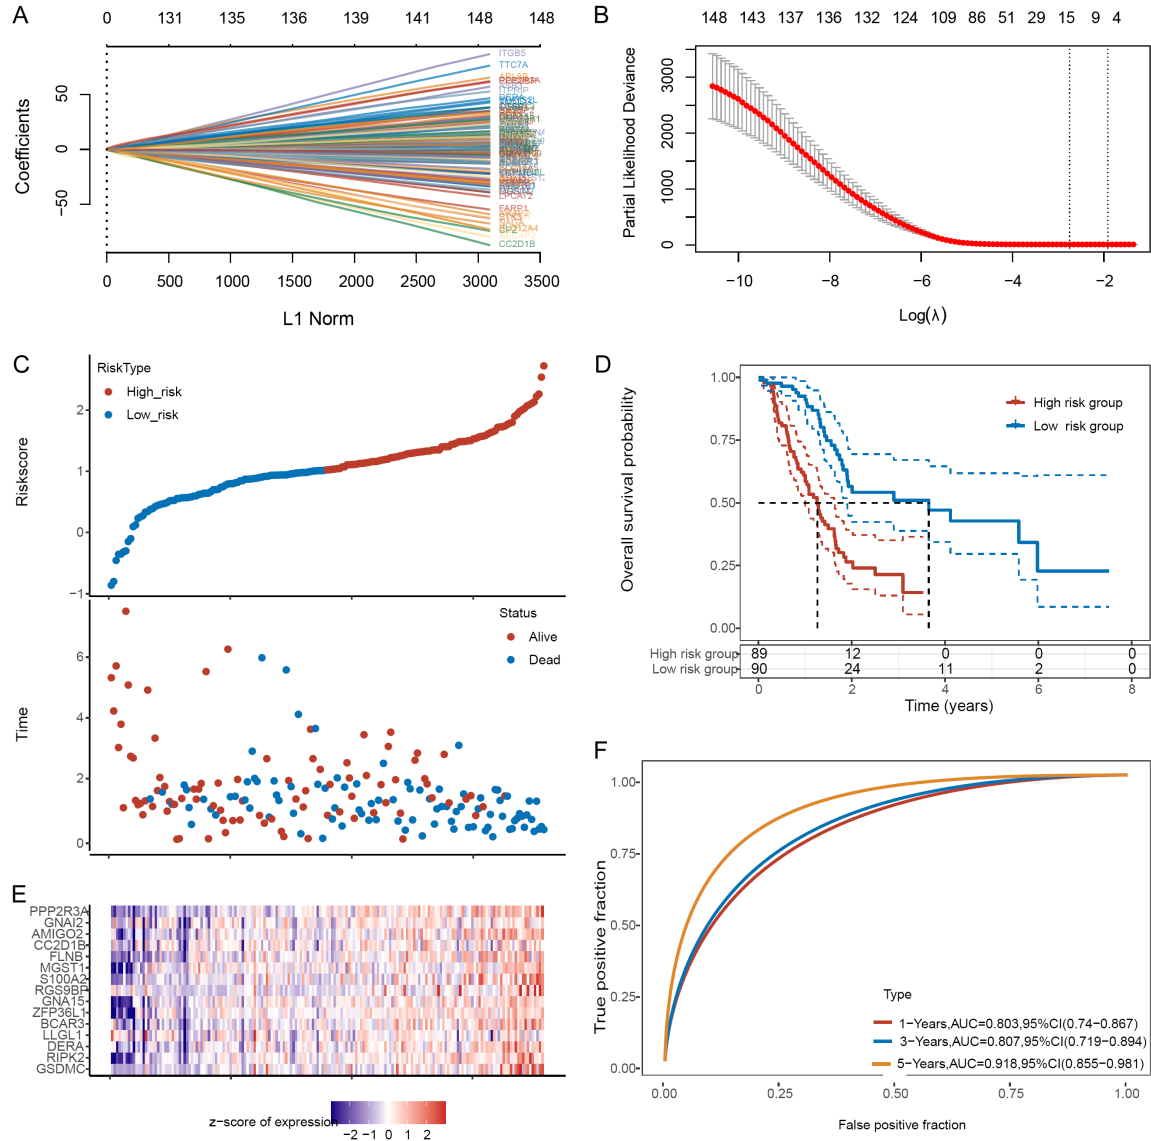 A
0 131 135 136 139 141 148 148
Coefficients
50
0
−50
ITGB5
TTC7A
LPCAT2
FARP1
CC2D1B
0 500 1000 1500 2000 2500 3000 3500
L1 Norm
B
148 143 137 136 132 124 109 86 51 29 15 9 4
Partial Likelihood Deviance
3000
2000
1000
0
−10 −8 −6 −4 −2
Log(λ)
C
RiskType
High_risk
Low_risk
Riskscore
2
1
0
−1
Status
Alive
Dead
Time
6
4
2
0
D
Overall survival probability
1.00
0.75
0.50
0.25
0.00
High risk group
Low risk group
High risk group 89 12 0 0 0
Low risk group 90 24 11 2 0
0 2 4 6 8
Time (years)
E
PPP2R3A
GNAI2
AMIGO2
CC2D1B
FLNB
MGST1
S100A2
RGS9BP
GNA15
ZFP36L1
BCAR3
LLGL1
DERA
RIPK2
GSDMC
z−score of expression
−2 −1 0 1 2
F
True positive fraction
1.00
0.75
0.50
0.25
0.00
Type
1−Years,AUC=0.803,95%CI(0.74−0.867)
3−Years,AUC=0.807,95%CI(0.719−0.894)
5−Years,AUC=0.918,95%CI(0.855−0.981)
0.00 0.25 0.50 0.75 1.00
False positive fraction